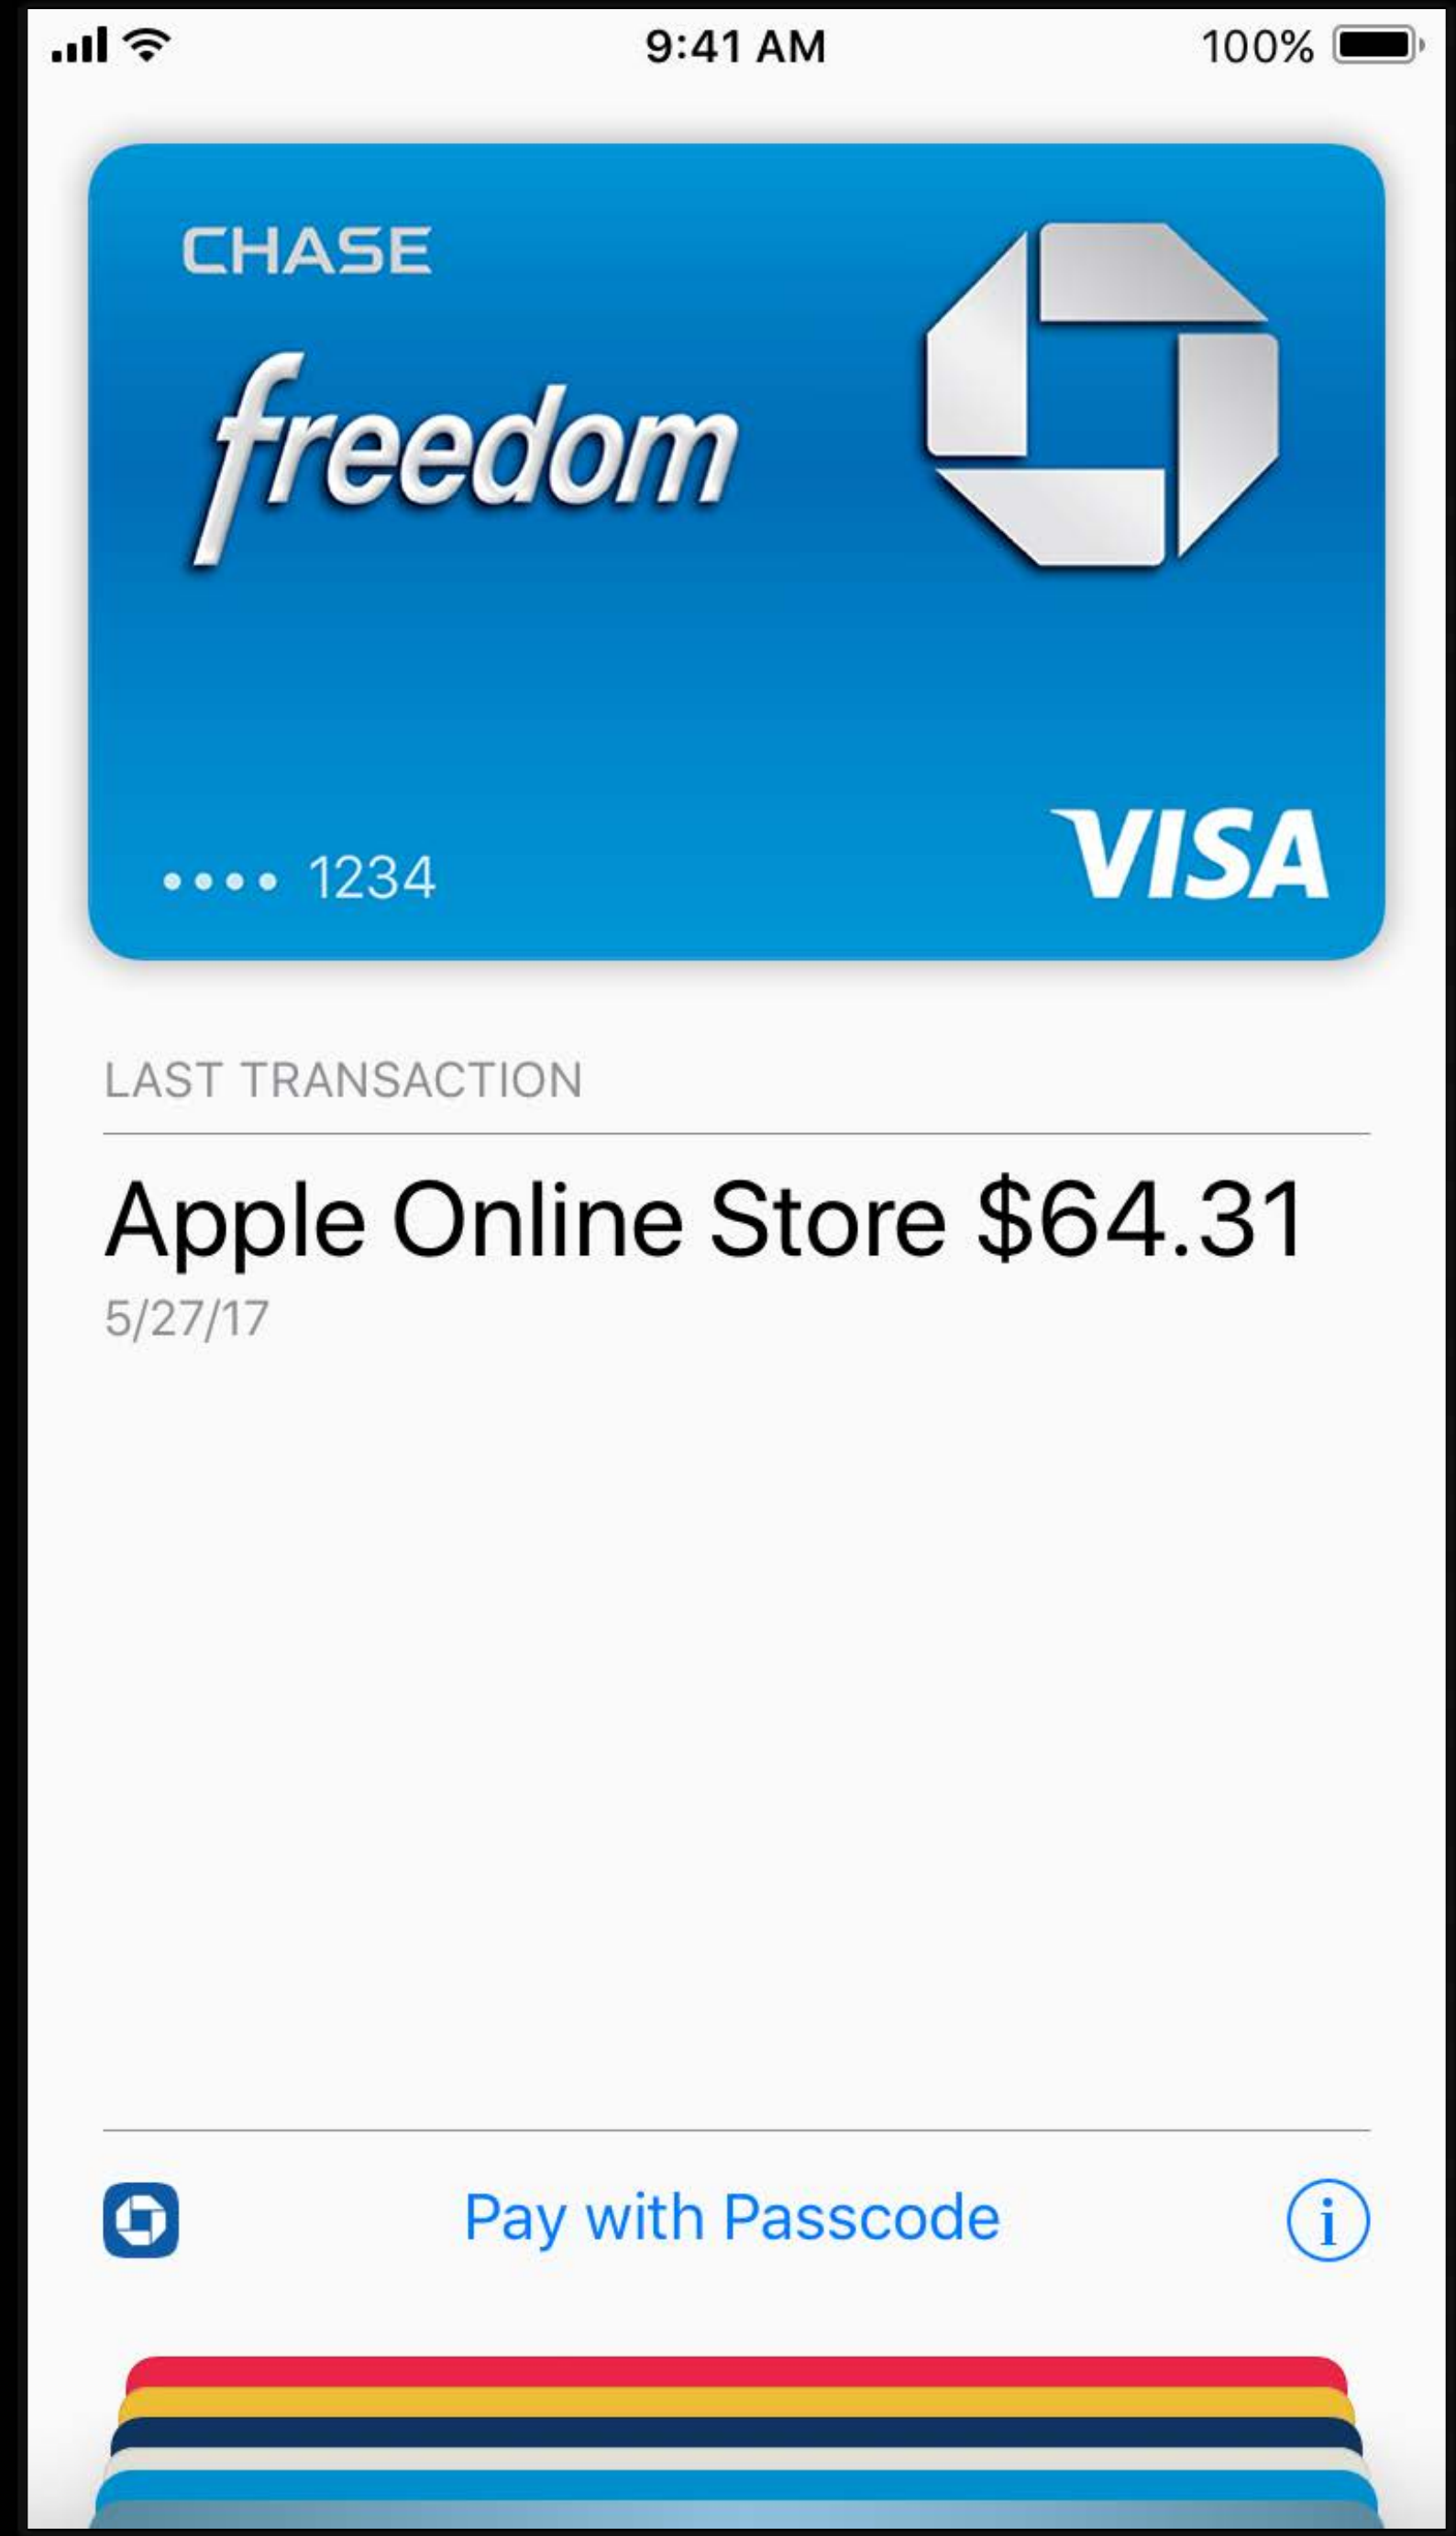 9:41 AM 100%
CHASE
freedom
•••• 1234
VISA
LAST TRANSACTION
Apple Online Store $64.31
5/27/17
Pay with Passcode
i